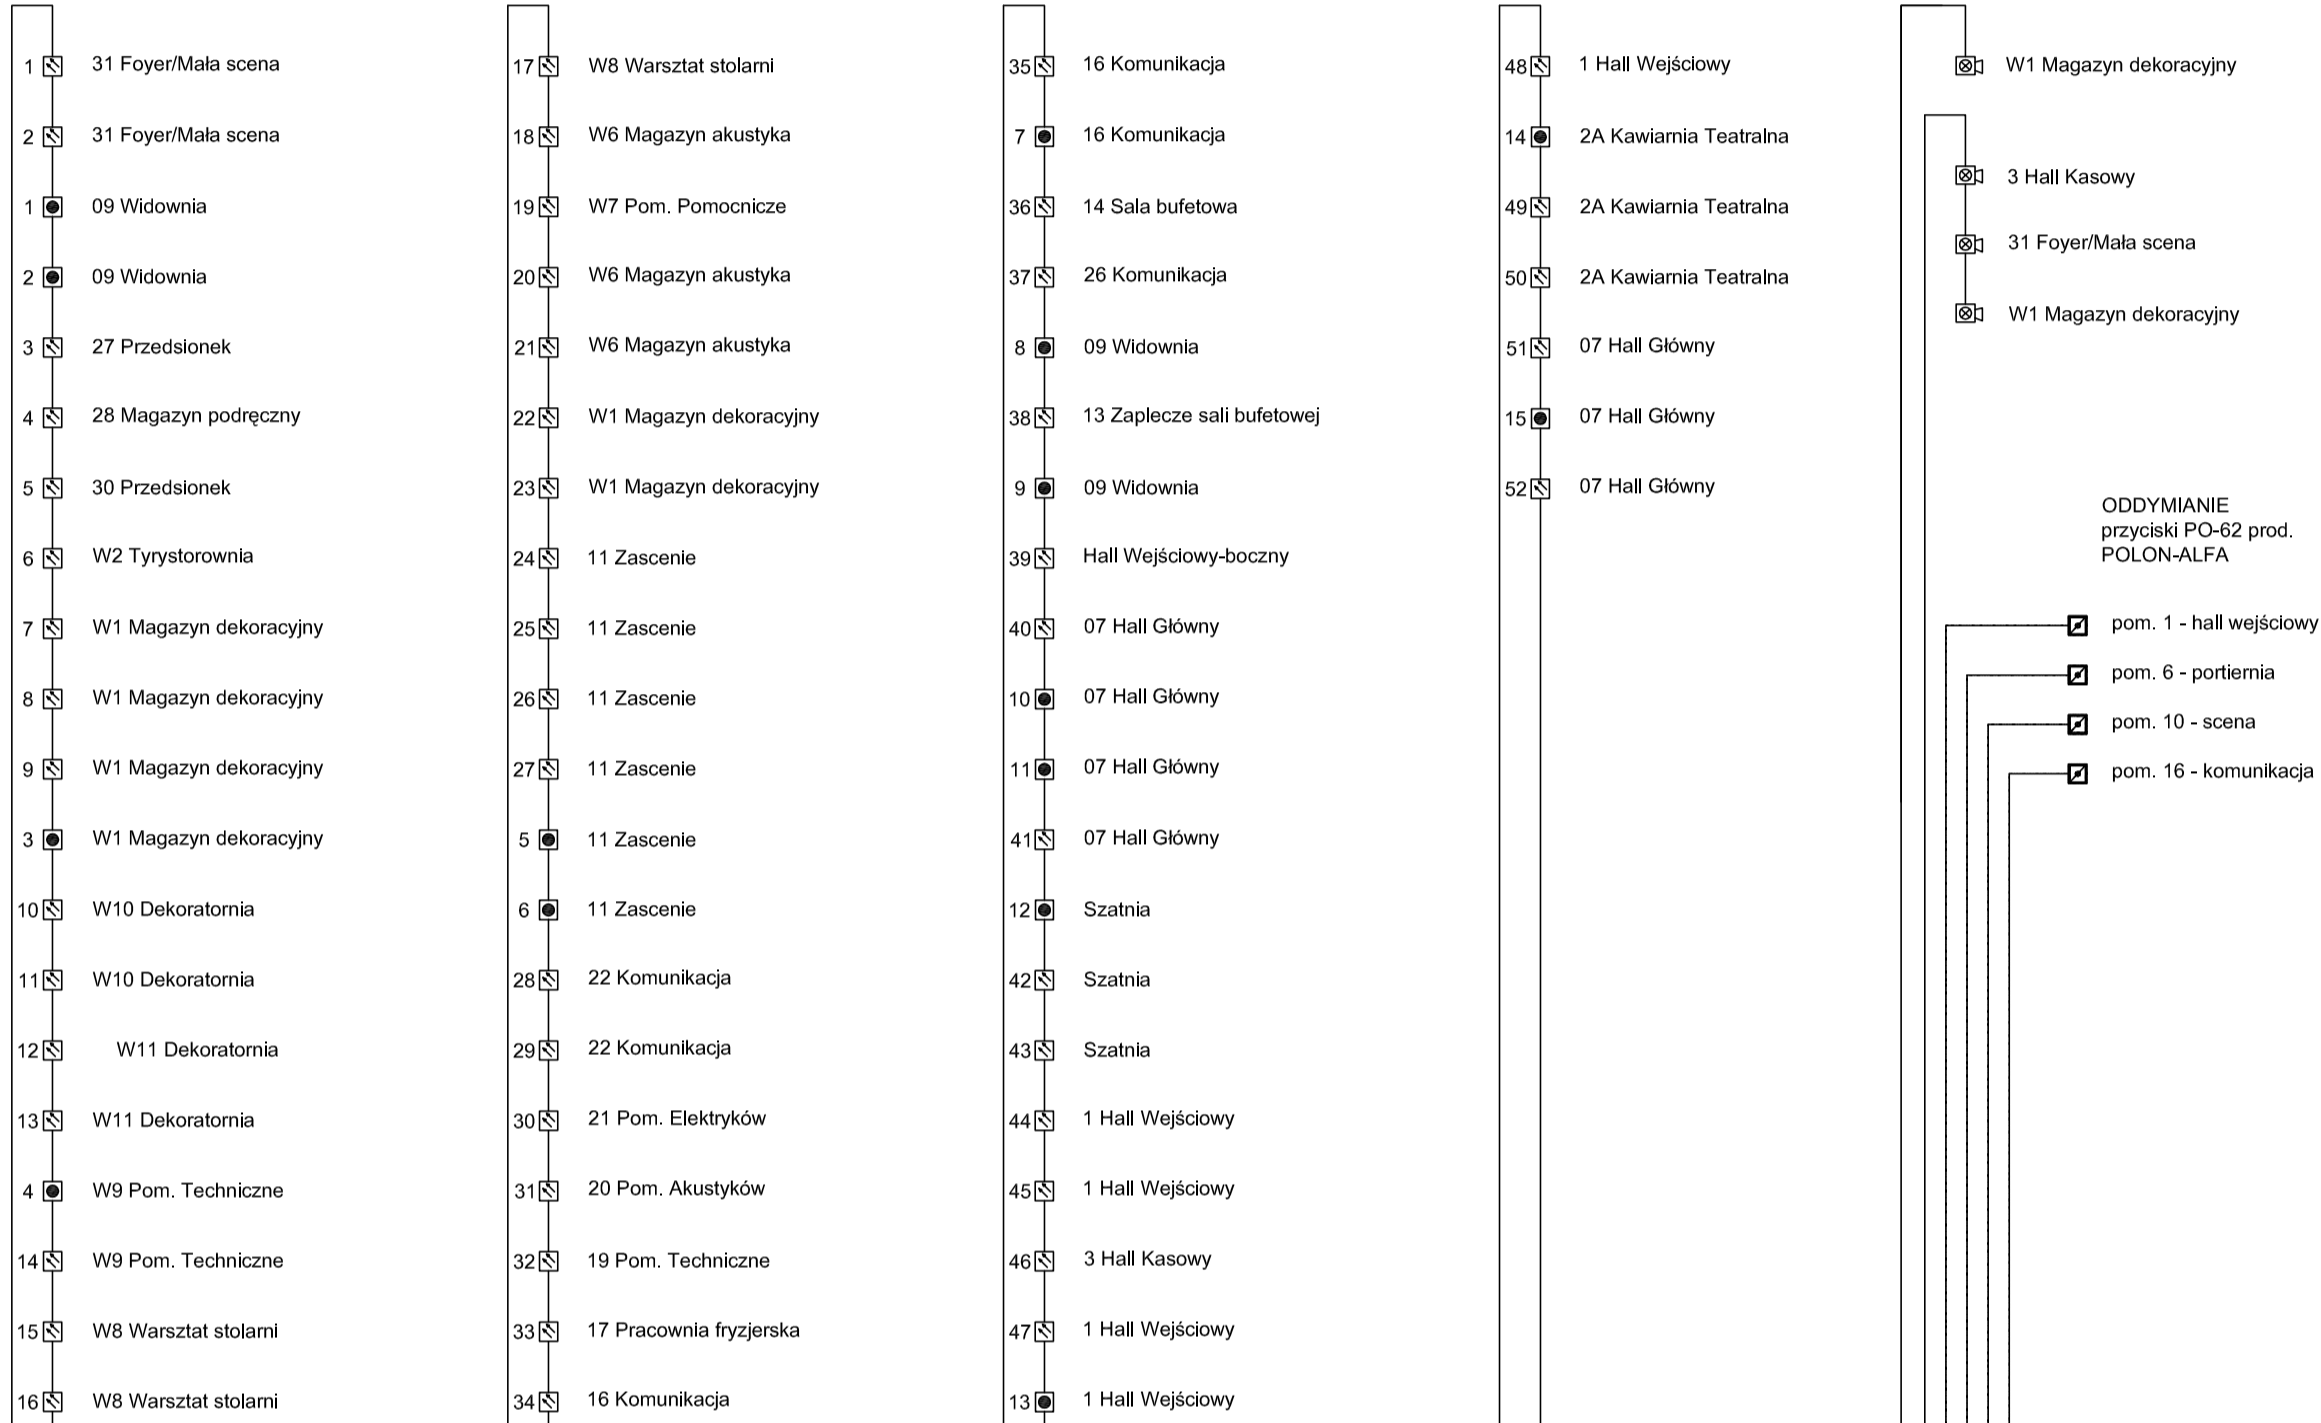 1 31 Foyer/Mała scena
2 31 Foyer/Mała scena
1 09 Widownia
2 09 Widownia
3 27 Przedsionek
4 28 Magazyn podręczny
5 30 Przedsionek
6 W2 Tyrystorownia
7 W1 Magazyn dekoracyjny
8 W1 Magazyn dekoracyjny
9 W1 Magazyn dekoracyjny
3 W1 Magazyn dekoracyjny
10 W10 Dekoratornia
11 W10 Dekoratornia
12 W11 Dekoratornia
13 W11 Dekoratornia
4 W9 Pom. Techniczne
14 W9 Pom. Techniczne
15 W8 Warsztat stolarni
16 W8 Warsztat stolarni
17 W8 Warsztat stolarni
18 W6 Magazyn akustyka
19 W7 Pom. Pomocnicze
20 W6 Magazyn akustyka
21 W6 Magazyn akustyka
22 W1 Magazyn dekoracyjny
23 W1 Magazyn dekoracyjny
24 11 Zascenie
25 11 Zascenie
26 11 Zascenie
27 11 Zascenie
5 11 Zascenie
6 11 Zascenie
28 22 Komunikacja
29 22 Komunikacja
30 21 Pom. Elektryków
31 20 Pom. Akustyków
32 19 Pom. Techniczne
33 17 Pracownia fryzjerska
34 16 Komunikacja
35 16 Komunikacja
7 16 Komunikacja
36 14 Sala bufetowa
37 26 Komunikacja
8 09 Widownia
38 13 Zaplecze sali bufetowej
9 09 Widownia
39 Hall Wejściowy-boczny
40 07 Hall Główny
10 07 Hall Główny
11 07 Hall Główny
41 07 Hall Główny
12 Szatnia
42 Szatnia
43 Szatnia
44 1 Hall Wejściowy
45 1 Hall Wejściowy
46 3 Hall Kasowy
47 1 Hall Wejściowy
13 1 Hall Wejściowy
48 1 Hall Wejściowy
14 2A Kawiarnia Teatralna
49 2A Kawiarnia Teatralna
50 2A Kawiarnia Teatralna
51 07 Hall Główny
15 07 Hall Główny
52 07 Hall Główny
W1 Magazyn dekoracyjny
3 Hall Kasowy
31 Foyer/Mała scena
W1 Magazyn dekoracyjny
ODDYMIANIE
przyciski PO-62 prod.
POLON-ALFA
pom. 1 - hall wejściowy
pom. 6 - portiernia
pom. 10 - scena
pom. 16 - komunikacja